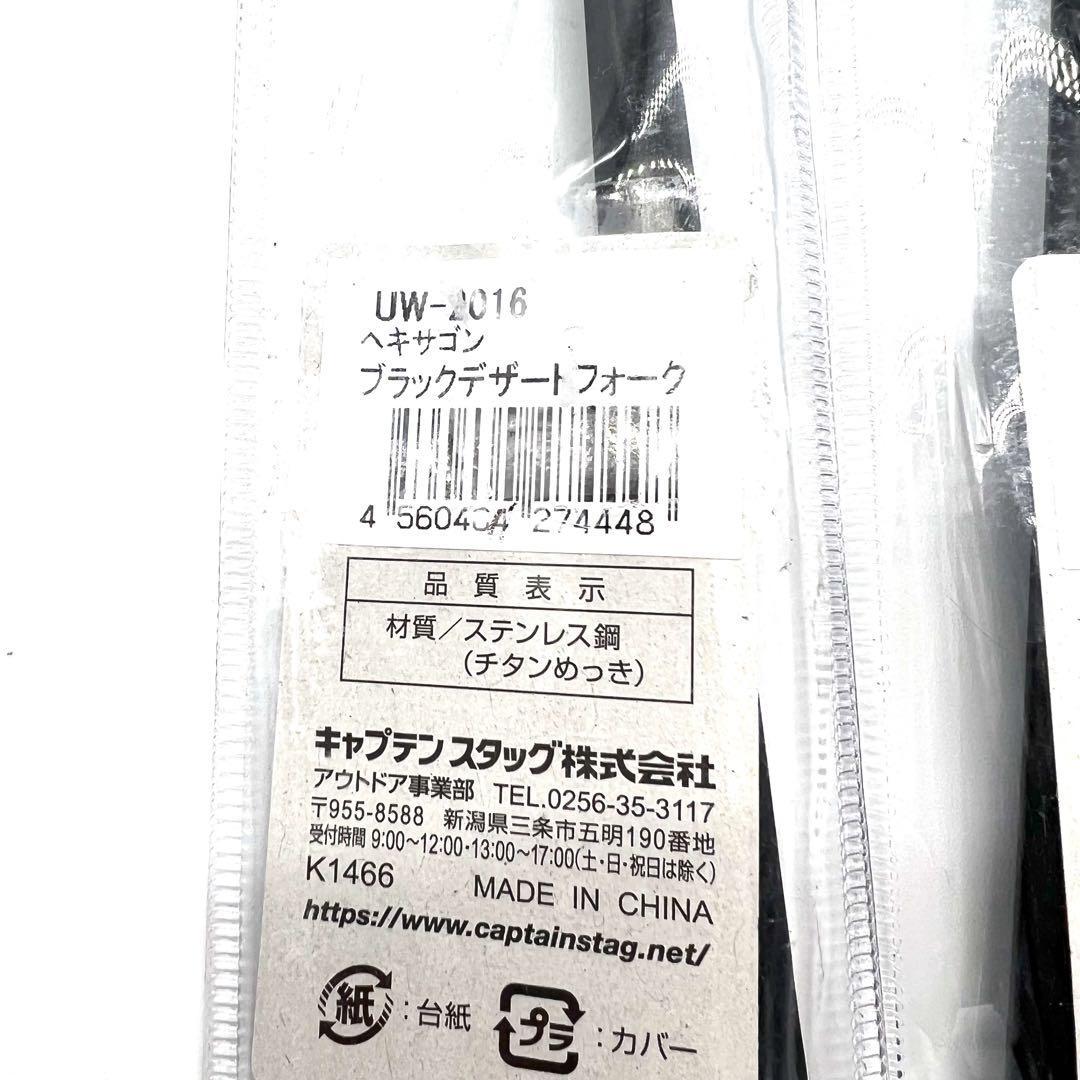 UW-2016
ヘキサゴン
ブラックデザートフォーク
4 560464 274448
品質表示
材質／ステンレス鋼
（チタンめっき）
キャプテンスタッグ株式会社
アウトドア事業部 TEL.0256-35-3117
〒955-8588 新潟県三条市五明190番地
受付時間 9:00～12:00・13:00～17:00(土・日・祝日は除く)
K1466 MADE IN CHINA
https://www.captainstag.net/
紙:台紙 プラ:カバー